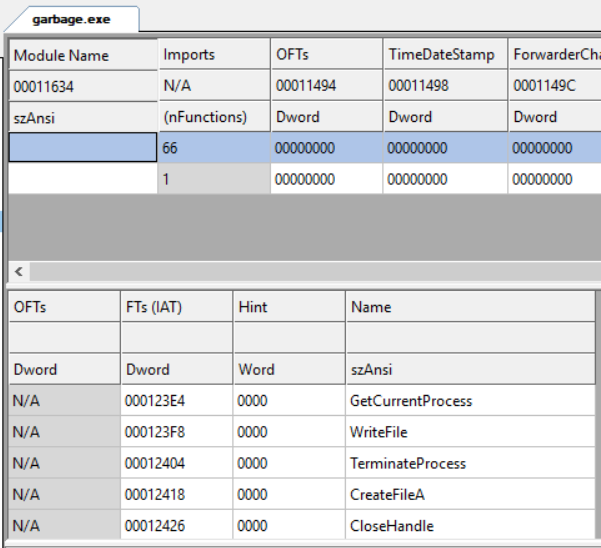 garbage.exe
Module Name Imports OFTs TimeDateStamp ForwarderCha
00011634 N/A 00011494 00011498 0001149C
szAnsi (nFunctions) Dword Dword Dword
66 00000000 00000000 00000000
1 00000000 00000000 00000000
OFTs FTs (IAT) Hint Name
Dword Dword Word szAnsi
N/A 000123E4 0000 GetCurrentProcess
N/A 000123F8 0000 WriteFile
N/A 00012404 0000 TerminateProcess
N/A 00012418 0000 CreateFileA
N/A 00012426 0000 CloseHandle